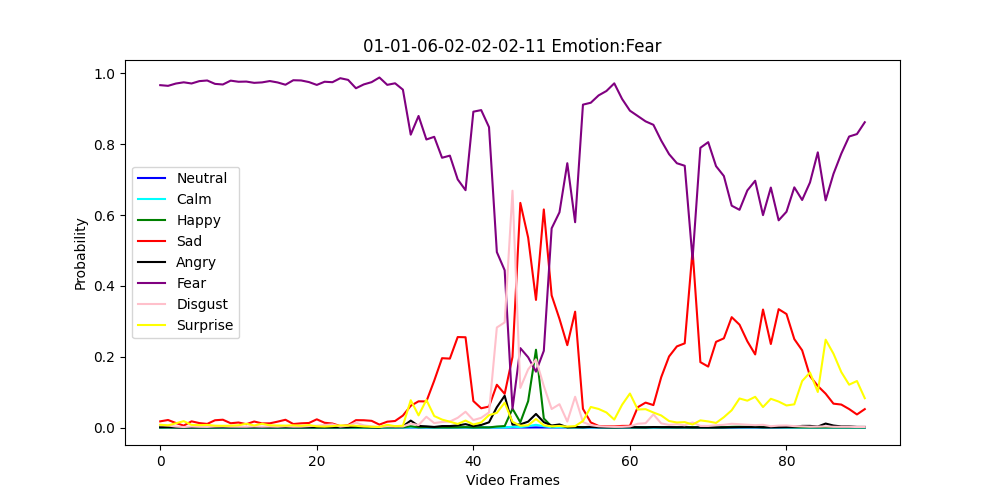 01-01-06-02-02-02-11 Emotion:Fear
1.0
0.8
0.6
0.4
0.2
0.0
Probability
Neutral
Calm
Happy
Sad
Angry
Fear
Disgust
Surprise
0 20 40 60 80
Video Frames